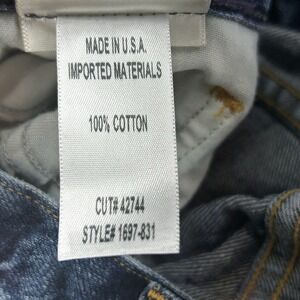 MADE IN U.S.A.
IMPORTED MATERIALS
100% COTTON
CUT# 42744
STYLE# 1697-831